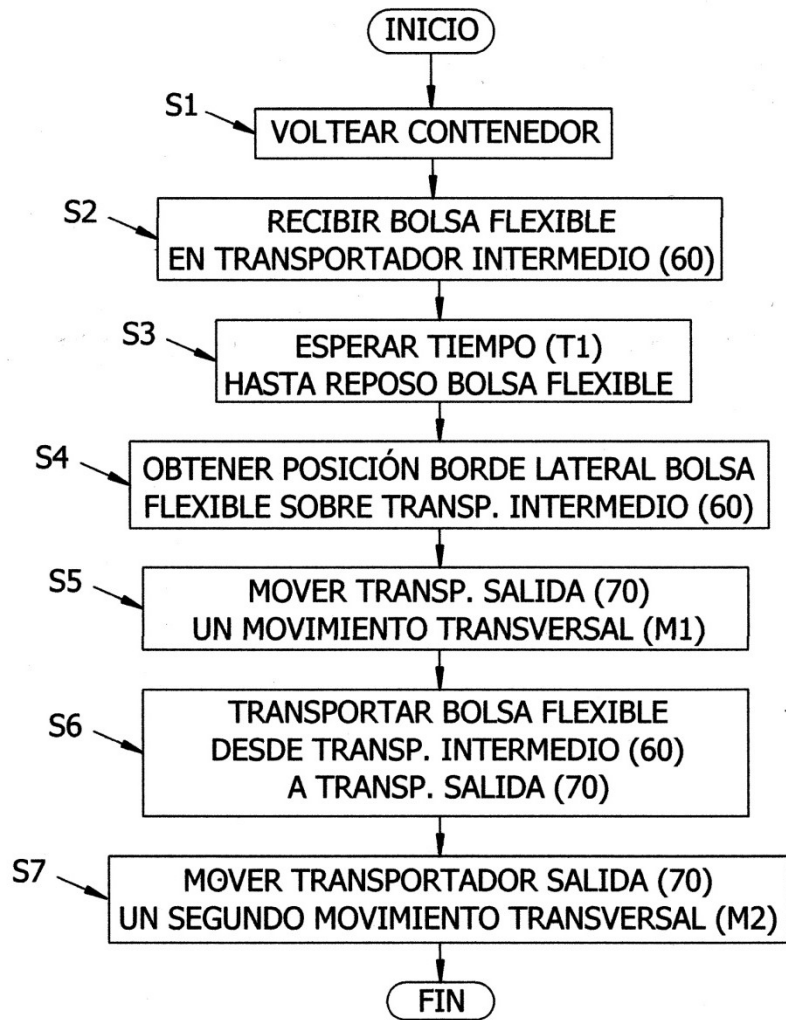 INICIO
S1
VOLTEAR CONTENEDOR
S2
RECIBIR BOLSA FLEXIBLE
EN TRANSPORTADOR INTERMEDIO (60)
S3
ESPERAR TIEMPO (T1)
HASTA REPOSO BOLSA FLEXIBLE
S4
OBTENER POSICIÓN BORDE LATERAL BOLSA
FLEXIBLE SOBRE TRANSP. INTERMEDIO (60)
S5
MOVER TRANSP. SALIDA (70)
UN MOVIMIENTO TRANSVERSAL (M1)
S6
TRANSPORTAR BOLSA FLEXIBLE
DESDE TRANSP. INTERMEDIO (60)
A TRANSP. SALIDA (70)
S7
MOVER TRANSPORTADOR SALIDA (70)
UN SEGUNDO MOVIMIENTO TRANSVERSAL (M2)
FIN